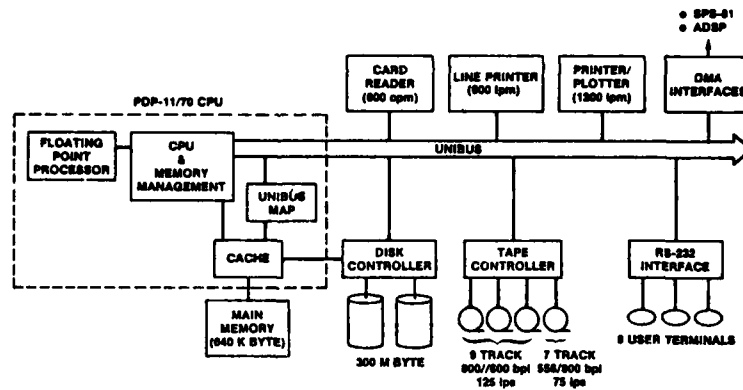 • SPS-81
• ADSP
CARD
READER
(600 cpm)
LINE PRINTER
(600 lpm)
PRINTER/
PLOTTER
(1300 lpm)
DMA
INTERFACES
PDP-11/70 CPU
FLOATING
POINT
PROCESSOR
CPU
&
MEMORY
MANAGEMENT
UNIBUS
UNIBUS
MAP
CACHE
DISK
CONTROLLER
TAPE
CONTROLLER
RS-232
INTERFACE
MAIN
MEMORY
(640 K BYTE)
300 M BYTE
9 TRACK
800//600 bpi
125 ips
7 TRACK
556/800 bpi
75 ips
8 USER TERMINALS